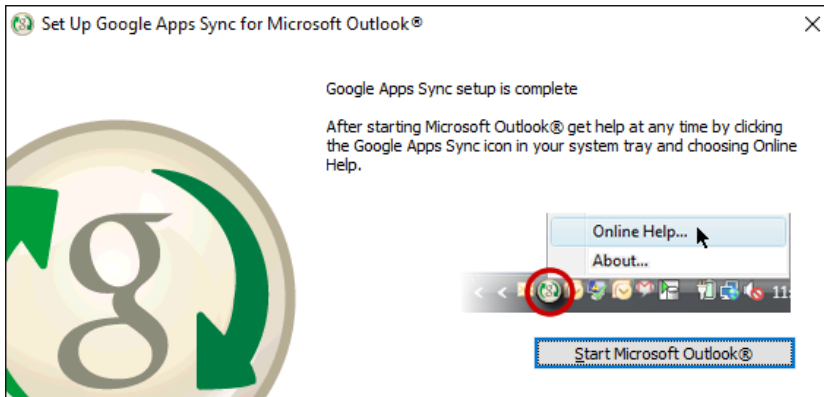 Set Up Google Apps Sync for Microsoft Outlook®
Google Apps Sync setup is complete
After starting Microsoft Outlook® get help at any time by clicking
the Google Apps Sync icon in your system tray and choosing Online
Help.
Online Help...
About...
11:
g
Start Microsoft Outlook®